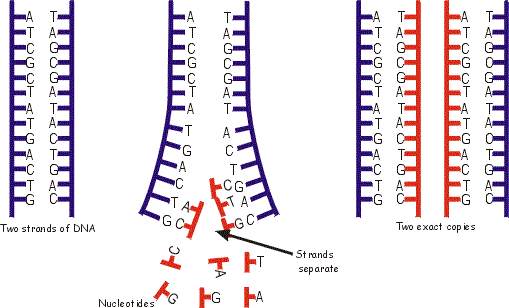 A T A T A T A T
T A T A T A T A
C G C G C G C G
G C G C G C G C
C G C G C G C G
T A T A T A T A
A T A T A T A T
T A T A T A T A
G C G C G C G C
A T A T A T A T
C G C C G C G C G
T A T A T A T A T A
G C G C G C G C G C
Two strands of DNA
Two exact copies
Strands
separate
C A T
G G A
Nucleotides